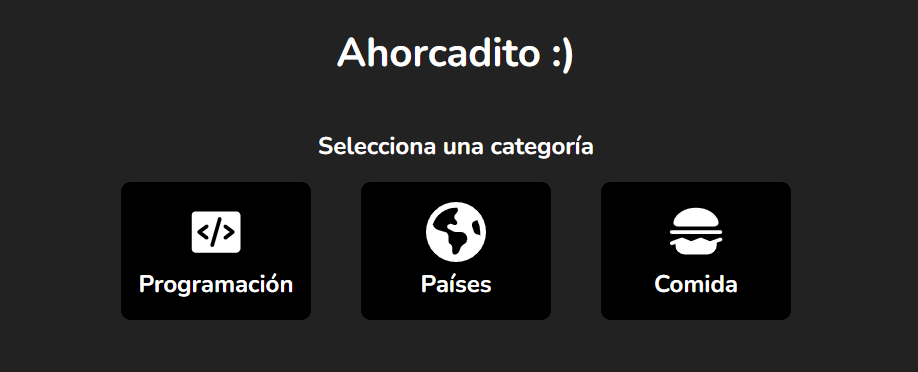 Ahorcadito :)
Selecciona una categoría
</>
Programación
Países
Comida